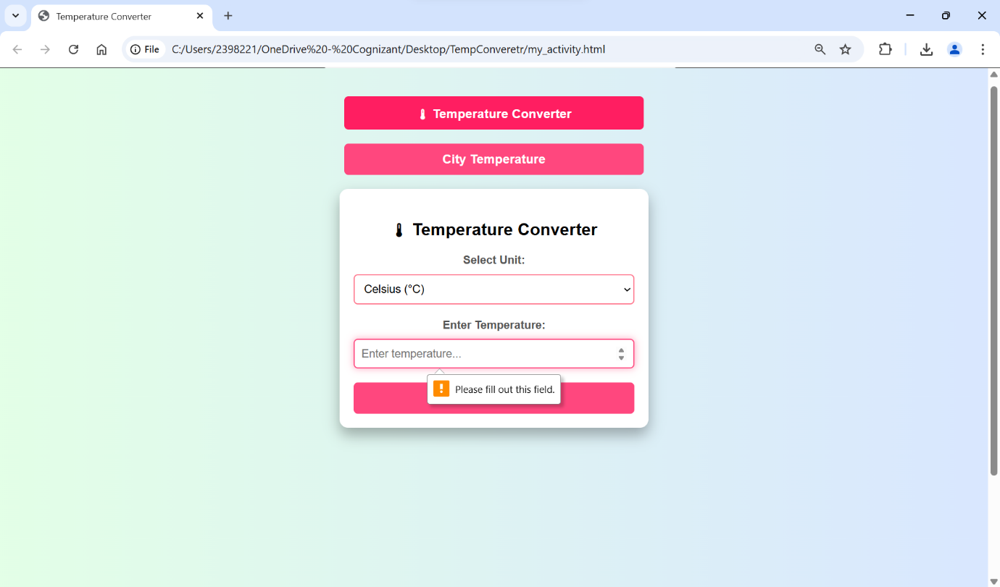 Temperature Converter
File
C:/Users/2398221/OneDrive%20-%20Cognizant/Desktop/TempConveretr/my_activity.html
Temperature Converter
City Temperature
Temperature Converter
Select Unit:
Celsius (°C)
Enter Temperature:
Enter temperature...
Please fill out this field.